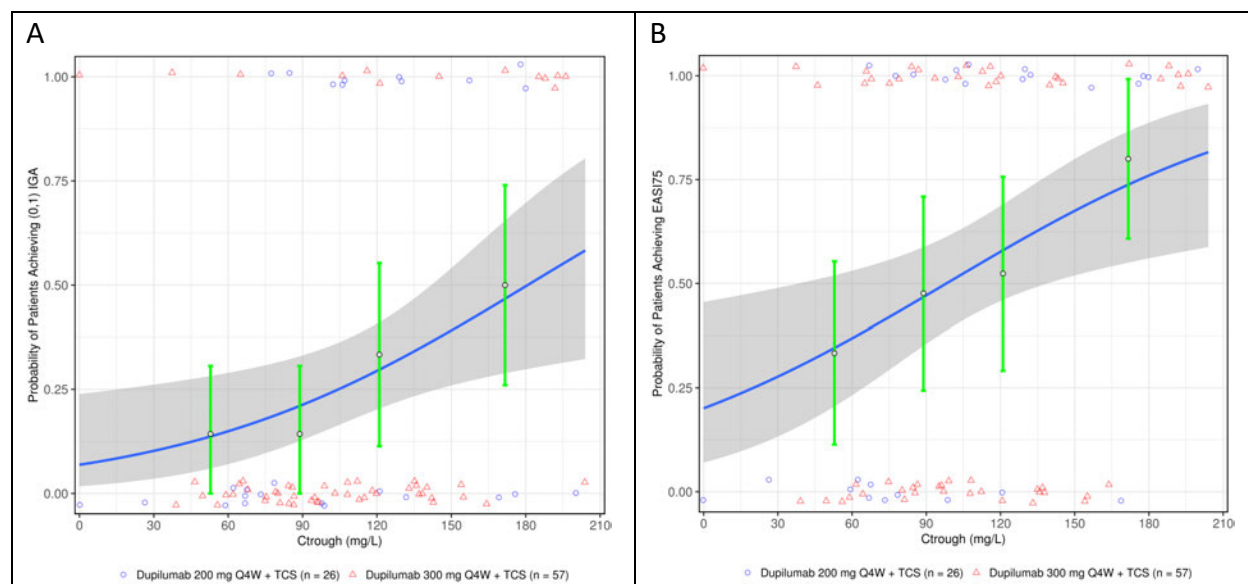 A
1.00
0.75
0.50
0.25
0.00
Probability of Patients Achieving (0,1) IGA
0 30 60 90 120 150 180 210
Ctrough (mg/L)
Dupilumab 200 mg Q4W + TCS (n = 26) Dupilumab 300 mg Q4W + TCS (n = 57)
B
1.00
0.75
0.50
0.25
0.00
Probability of Patients Achieving EASI75
0 30 60 90 120 150 180 210
Ctrough (mg/L)
Dupilumab 200 mg Q4W + TCS (n = 26) Dupilumab 300 mg Q4W + TCS (n = 57)